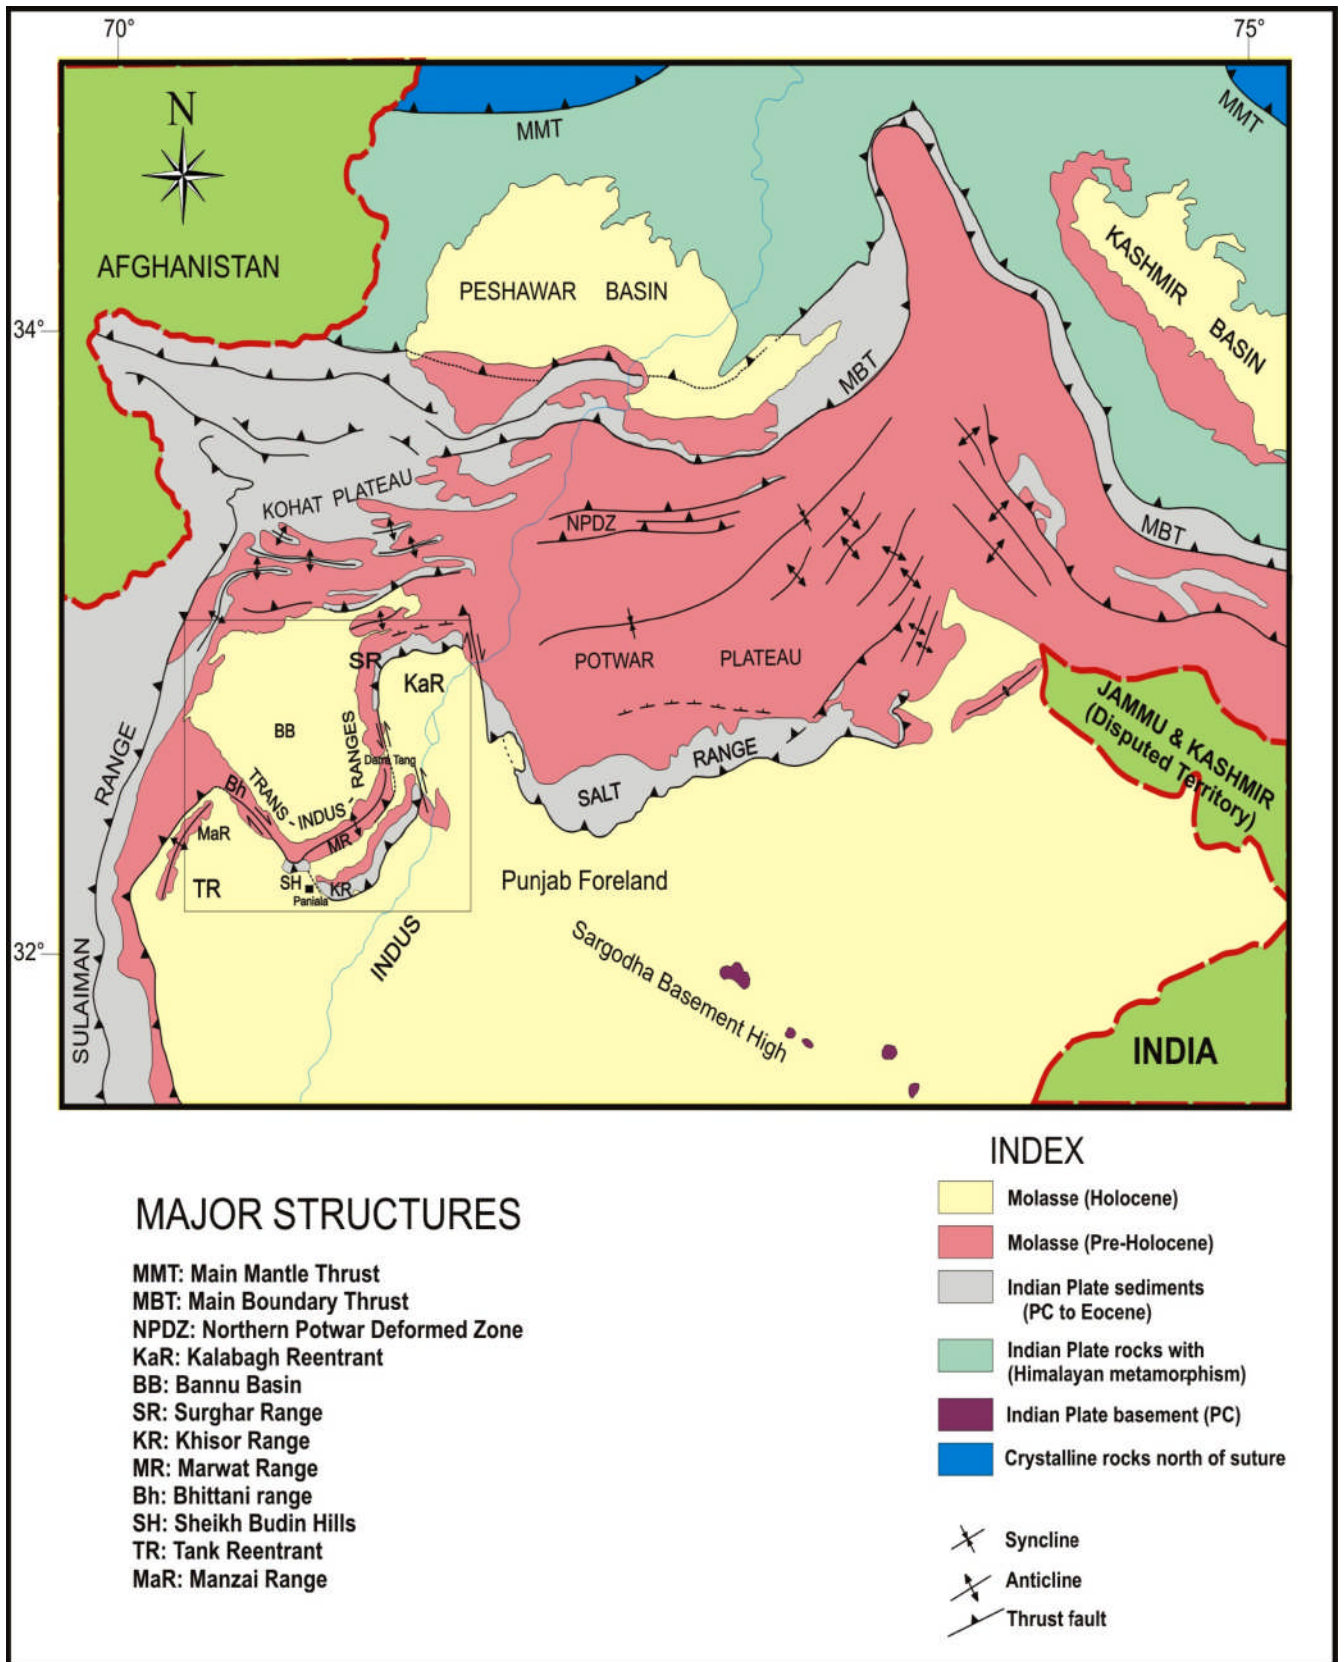 70°
75°
N
MMT
MMT
AFGHANISTAN
PESHAWAR BASIN
KASHMIR
BASIN
34°
MBT
KOHAT PLATEAU
NPDZ
MBT
SR
POTWAR PLATEAU
KaR
JAMMU & KASHMIR
(Disputed
Territory)
BB
RANGE
Darra Tang
TRANS - INDUS - RANGES
SALT RANGE
Bh
MaR
MR
TR
SH
KR
Paniala
Punjab Foreland
INDUS
32°
SULAIMAN
Sargodha Basement High
INDIA
INDEX
Molasse (Holocene)
Molasse (Pre-Holocene)
Indian Plate sediments
(PC to Eocene)
Indian Plate rocks with
(Himalayan metamorphism)
Indian Plate basement (PC)
Crystalline rocks north of suture
Syncline
Anticline
Thrust fault
MAJOR STRUCTURES
MMT: Main Mantle Thrust
MBT: Main Boundary Thrust
NPDZ: Northern Potwar Deformed Zone
KaR: Kalabagh Reentrant
BB: Bannu Basin
SR: Surghar Range
KR: Khisor Range
MR: Marwat Range
Bh: Bhittani range
SH: Sheikh Budin Hills
TR: Tank Reentrant
MaR: Manzai Range